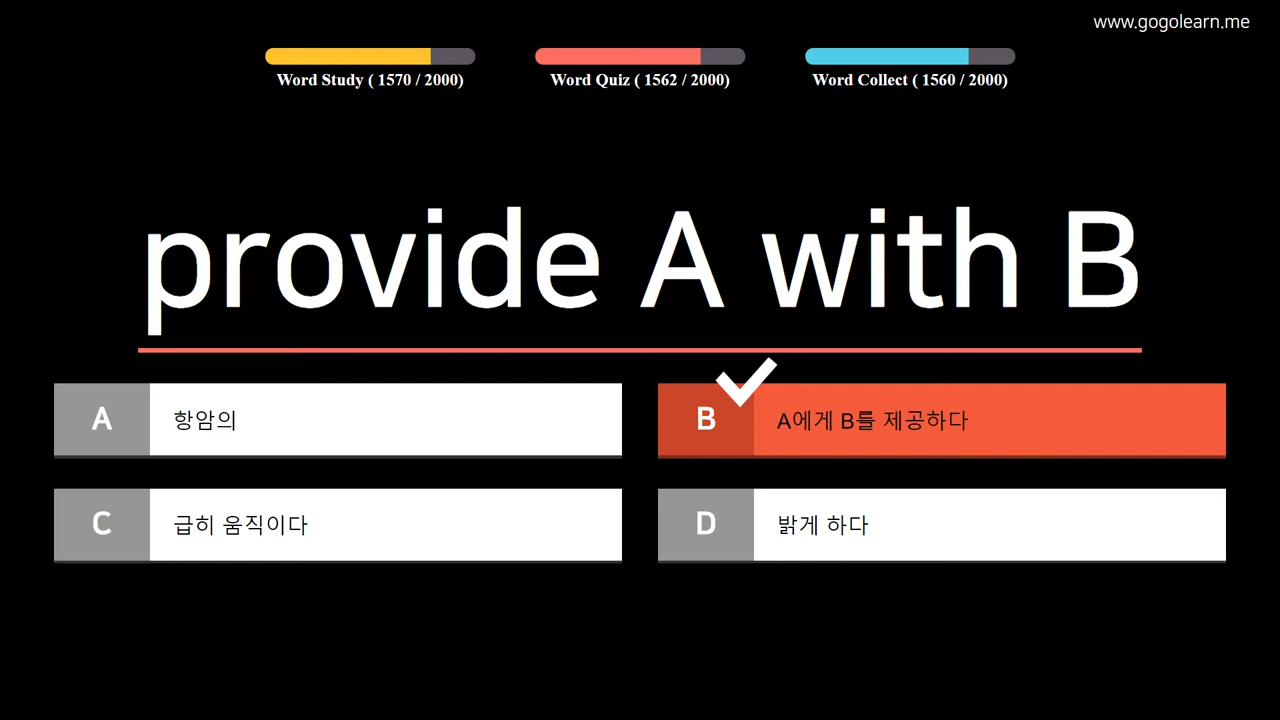 www.gogolearn.me
Word Study ( 1570 / 2000)
Word Quiz ( 1562 / 2000)
Word Collect ( 1560 / 2000)
provide A with B
A 항암의
B A에게 B를 제공하다
C 급히 움직이다
D 밝게 하다